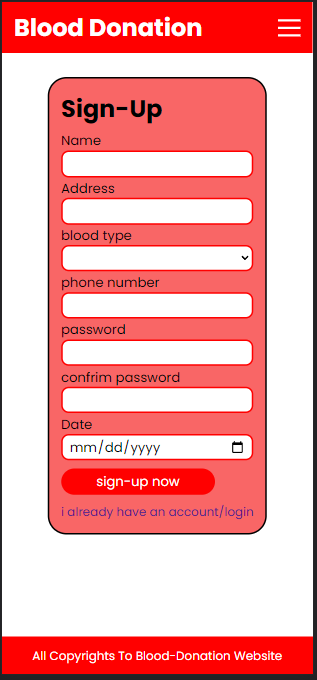 Blood Donation
Sign-Up
Name
Address
blood type
phone number
password
confrim password
Date
mm/dd/yyyy
sign-up now
i already have an account/login
All Copyrights To Blood-Donation Website